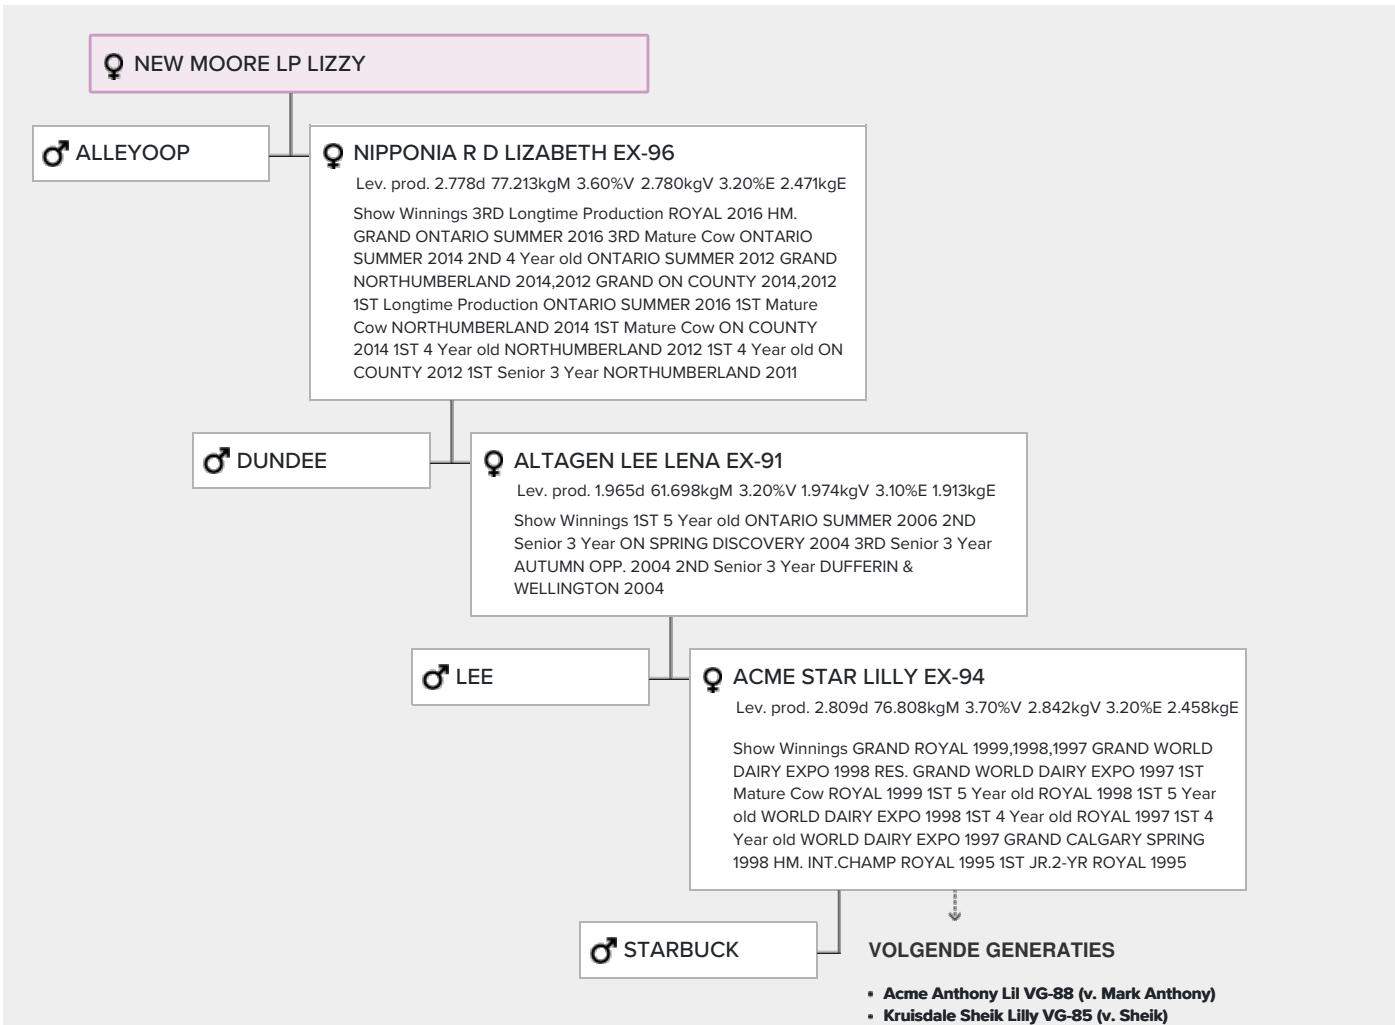 NEW MOORE LP LIZZY
ALLEYOOP
NIPPONIA R D LIZABETH EX-96
Lev. prod. 2.778d 77.213kgM 3.60%V 2.780kgV 3.20%E 2.471kgE
Show Winnings 3RD Longtime Production ROYAL 2016 HM.
GRAND ONTARIO SUMMER 2016 3RD Mature Cow ONTARIO
SUMMER 2014 2ND 4 Year old ONTARIO SUMMER 2012 GRAND
NORTHUMBERLAND 2014,2012 GRAND ON COUNTY 2014,2012
1ST Longtime Production ONTARIO SUMMER 2016 1ST Mature
Cow NORTHUMBERLAND 2014 1ST Mature Cow ON COUNTY
2014 1ST 4 Year old NORTHUMBERLAND 2012 1ST 4 Year old ON
COUNTY 2012 1ST Senior 3 Year NORTHUMBERLAND 2011
DUNDEE
ALTAGEN LEE LENA EX-91
Lev. prod. 1.965d 61.698kgM 3.20%V 1.974kgV 3.10%E 1.913kgE
Show Winnings 1ST 5 Year old ONTARIO SUMMER 2006 2ND
Senior 3 Year ON SPRING DISCOVERY 2004 3RD Senior 3 Year
AUTUMN OPP. 2004 2ND Senior 3 Year DUFFERIN &
WELLINGTON 2004
LEE
ACME STAR LILLY EX-94
Lev. prod. 2.809d 76.808kgM 3.70%V 2.842kgV 3.20%E 2.458kgE
Show Winnings GRAND ROYAL 1999,1998,1997 GRAND WORLD
DAIRY EXPO 1998 RES. GRAND WORLD DAIRY EXPO 1997 1ST
Mature Cow ROYAL 1999 1ST 5 Year old ROYAL 1998 1ST 5 Year
old WORLD DAIRY EXPO 1998 1ST 4 Year old ROYAL 1997 1ST 4
Year old WORLD DAIRY EXPO 1997 GRAND CALGARY SPRING
1998 HM. INT.CHAMP ROYAL 1995 1ST JR.2-YR ROYAL 1995
STARBUCK
VOLGENDE GENERATIES
• Acme Anthony Lil VG-88 (v. Mark Anthony)
• Kruisdale Sheik Lilly VG-85 (v. Sheik)